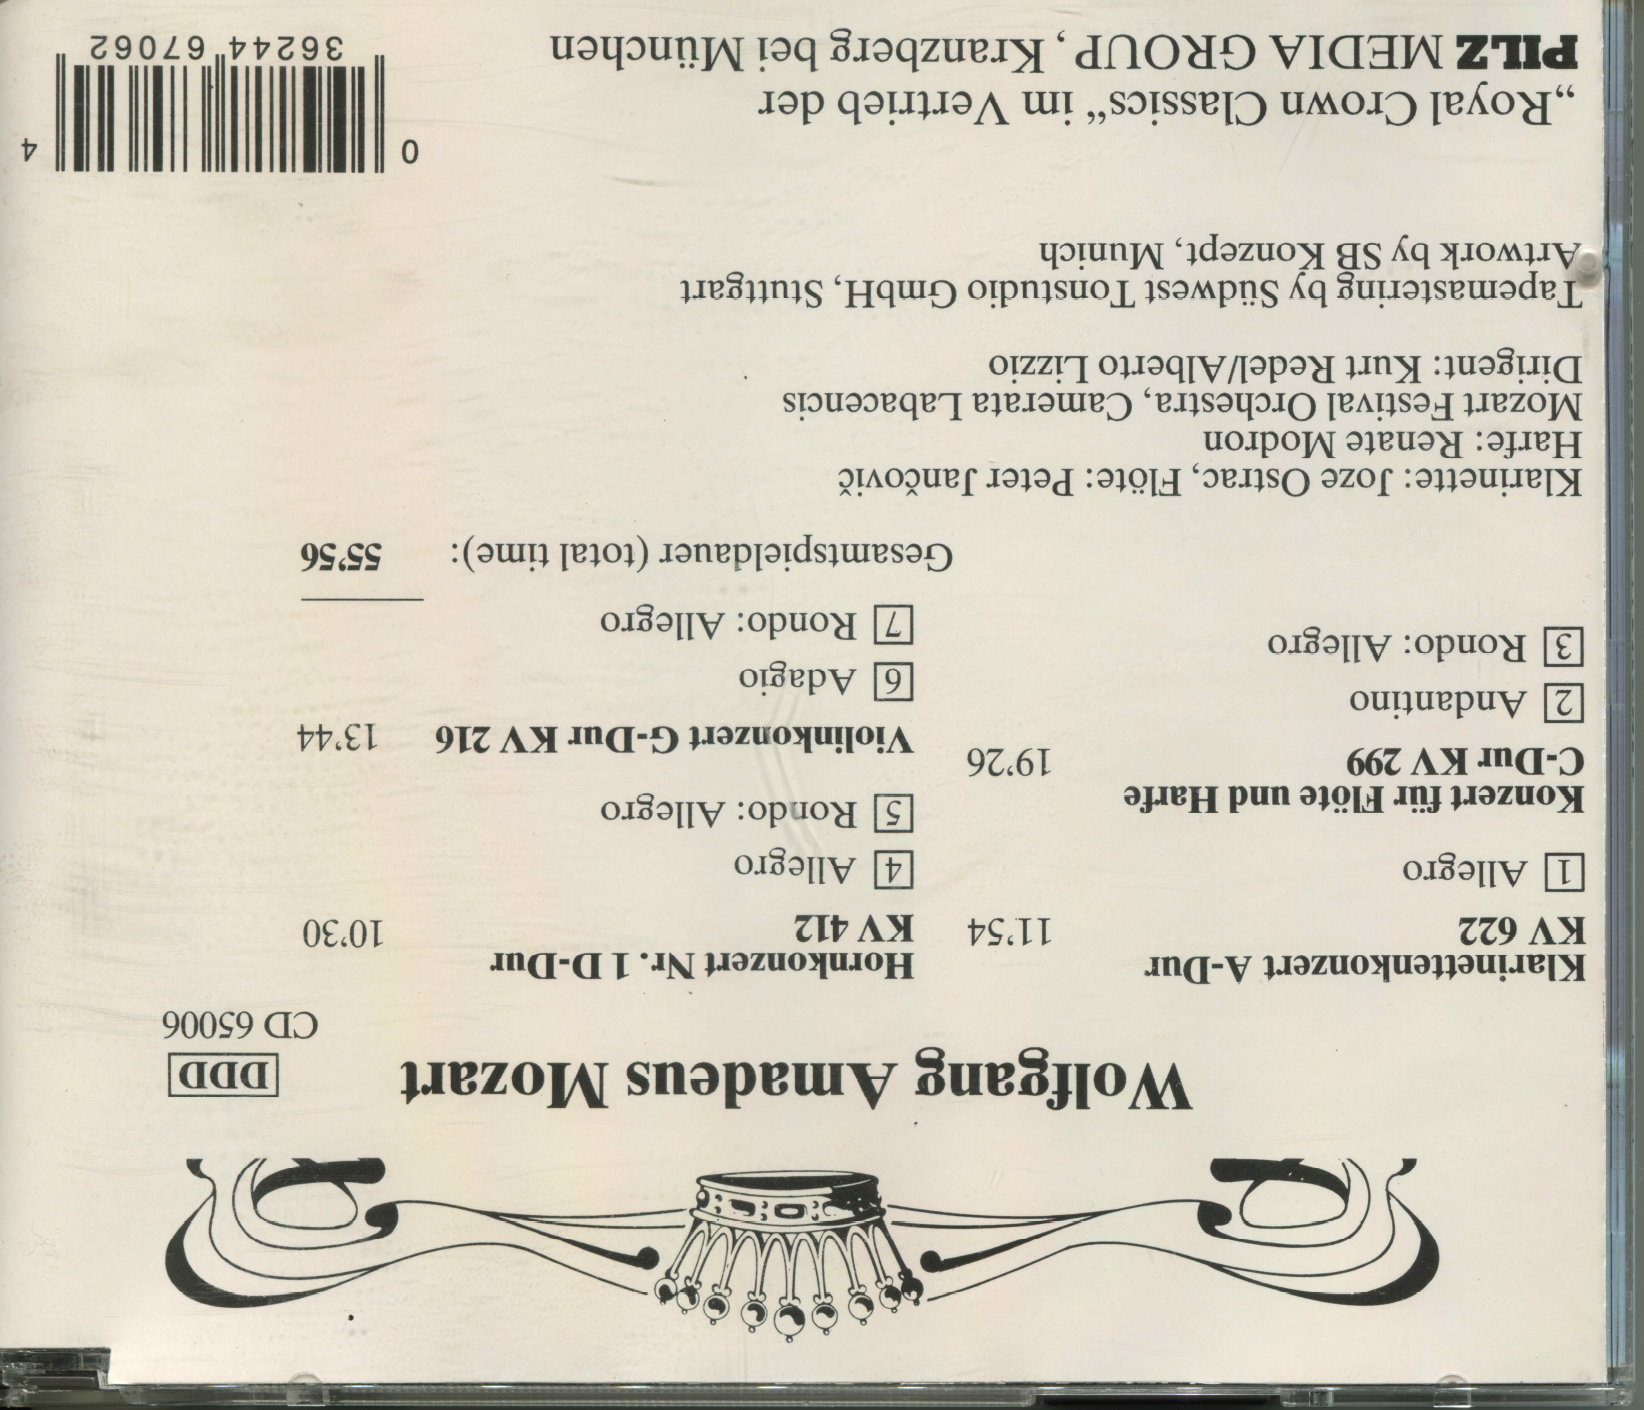 Wolfgang Amadeus Mozart
DDD
CD 65006
Klarinettenkonzert A-Dur
KV 622 11'54
1 Allegro
Konzert für Flöte und Harfe
C-Dur KV 299 19'26
2 Andantino
3 Rondo: Allegro
Hornkonzert Nr. 1 D-Dur
KV 412 10'30
4 Allegro
5 Rondo: Allegro
Violinkonzert G-Dur KV 216 13'44
6 Adagio
7 Rondo: Allegro
Gesamtspieldauer (total time): 55'56
Klarinette: Joze Ostrac, Flöte: Peter Jančovič
Harfe: Renate Modron
Mozart Festival Orchestra, Camerata Labacencis
Dirigent: Kurt Redel/Alberto Lizzio
Tapemastering by Südwest Tonstudio GmbH, Stuttgart
Artwork by SB Konzept, Munich
„Royal Crown Classics“ im Vertrieb der
PILZ MEDIA GROUP, Kranzberg bei München
0 36244 67062 4